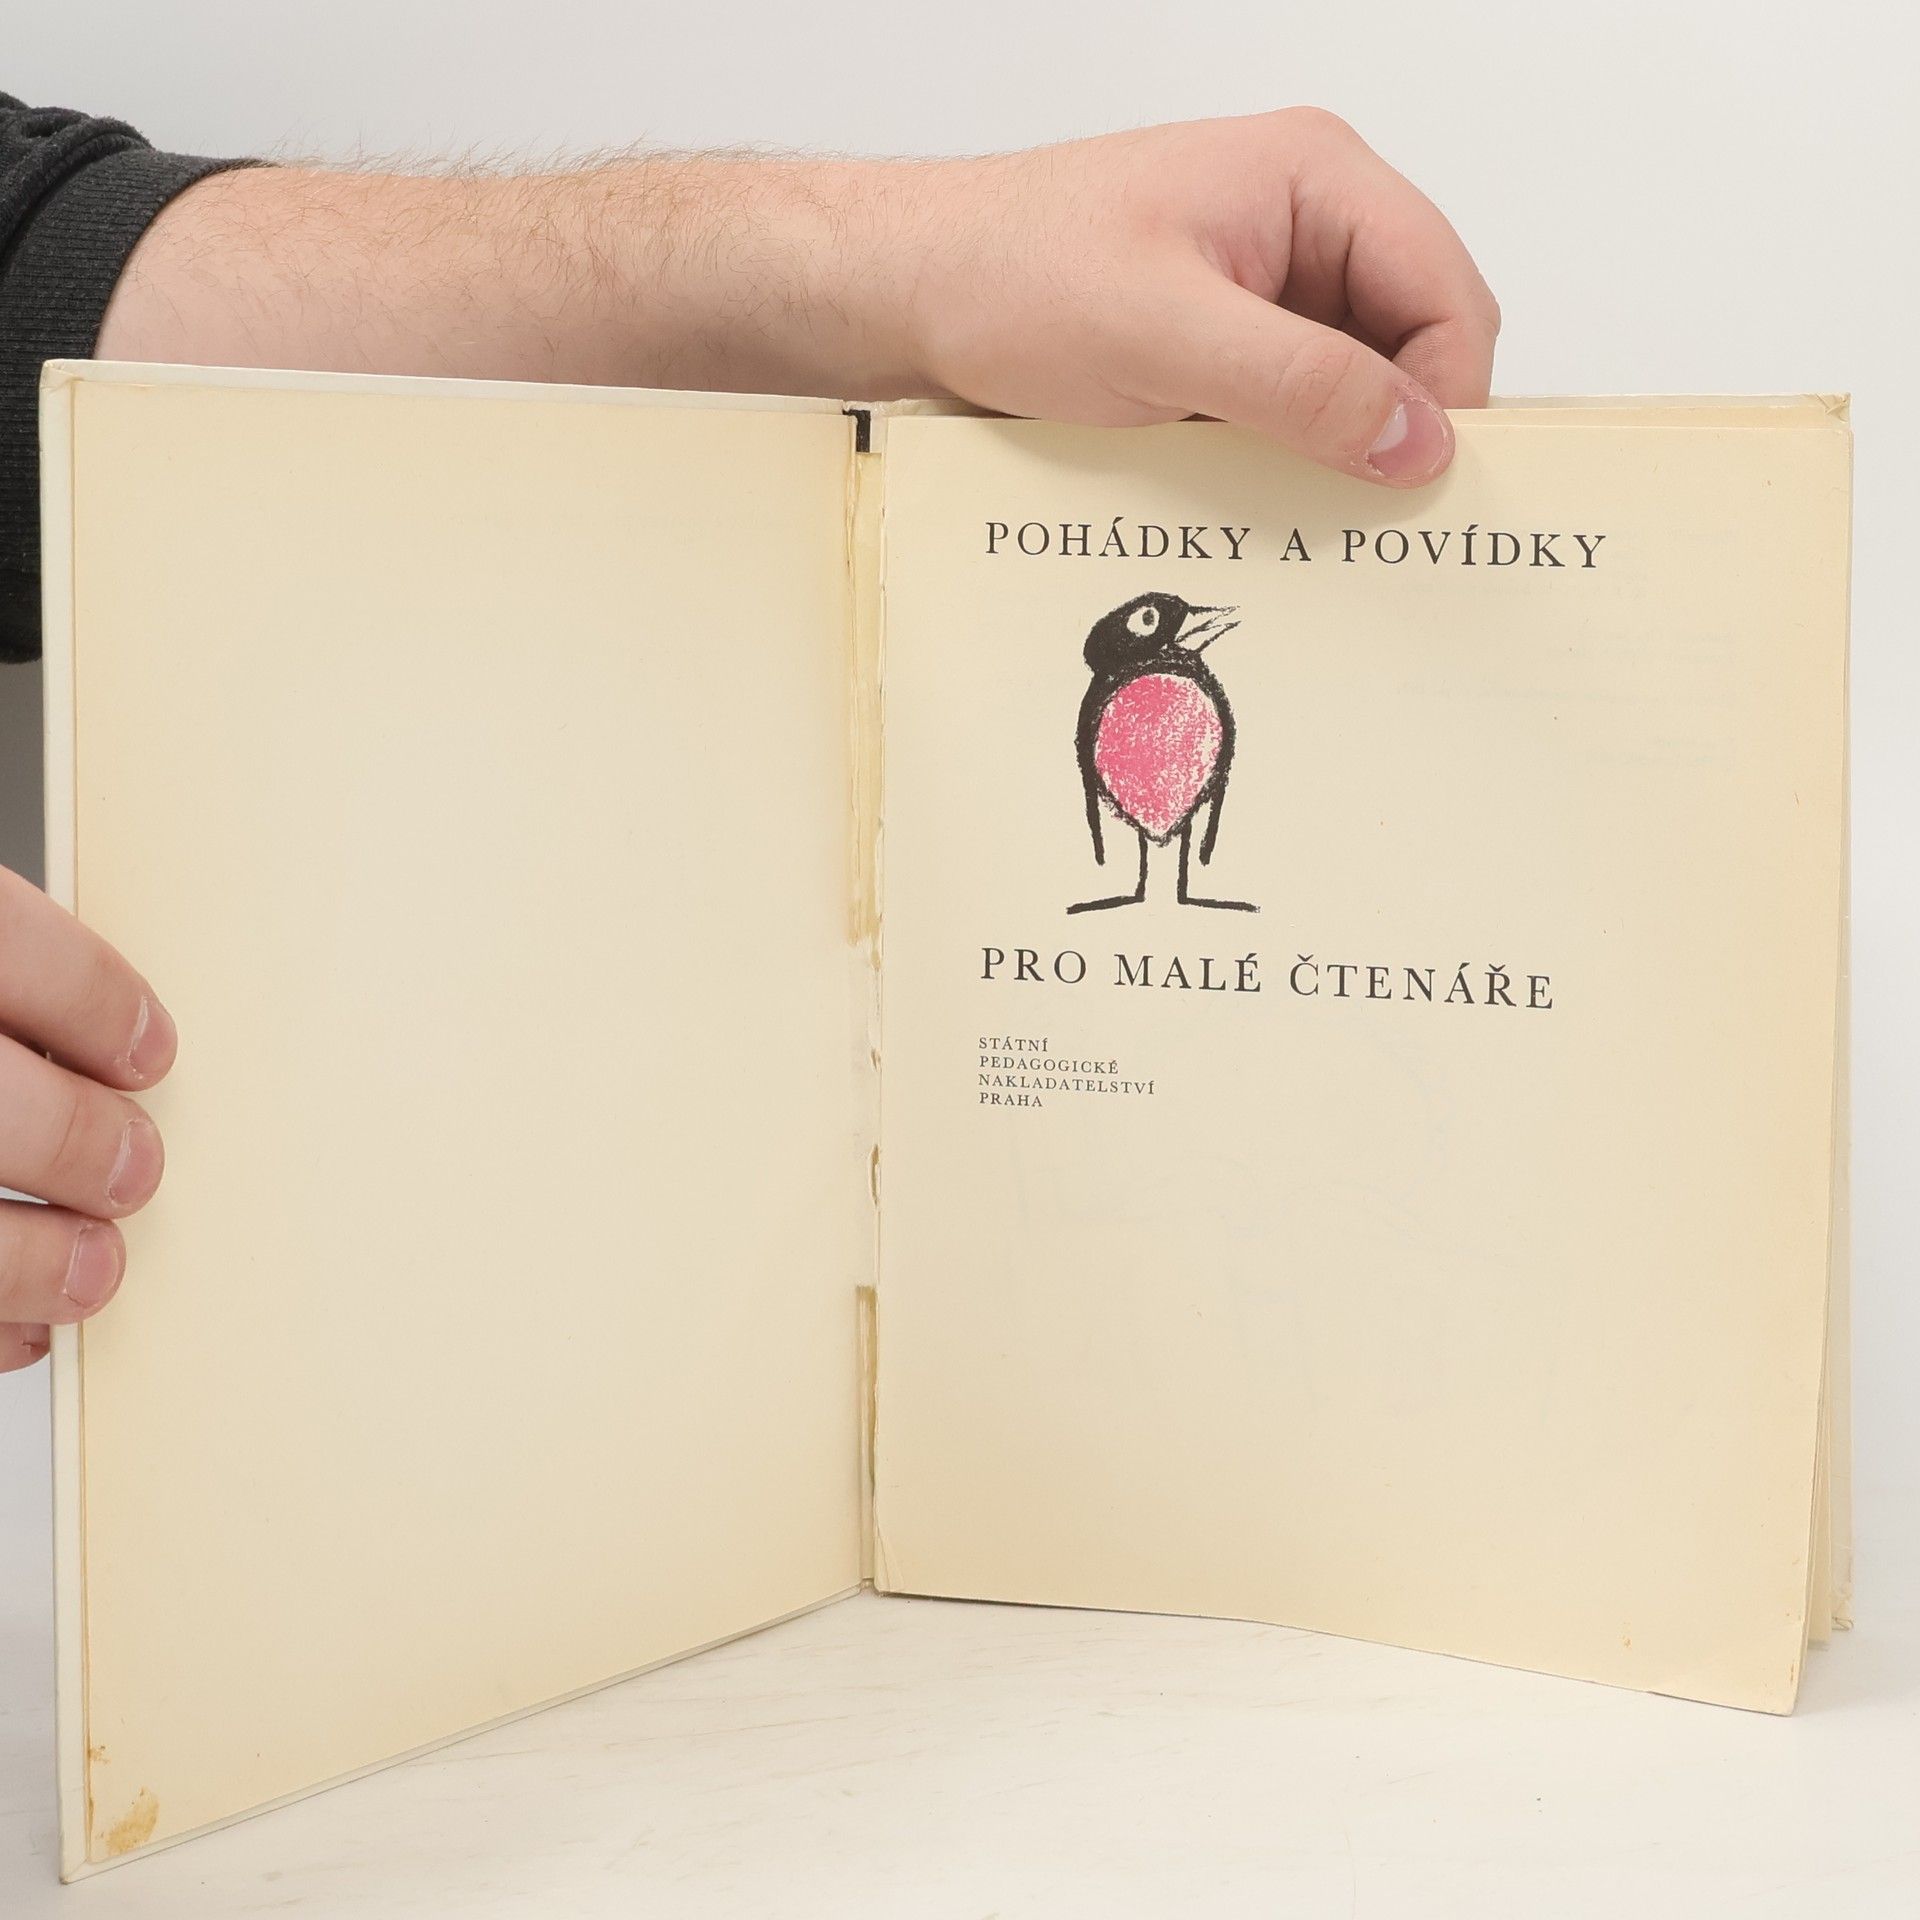 POHÁDKY A POVÍDKY
PRO MALÉ ČTENÁŘE
STÁTNÍ
PEDAGOGICKÉ
NAKLADATELSTVÍ
PRAHA